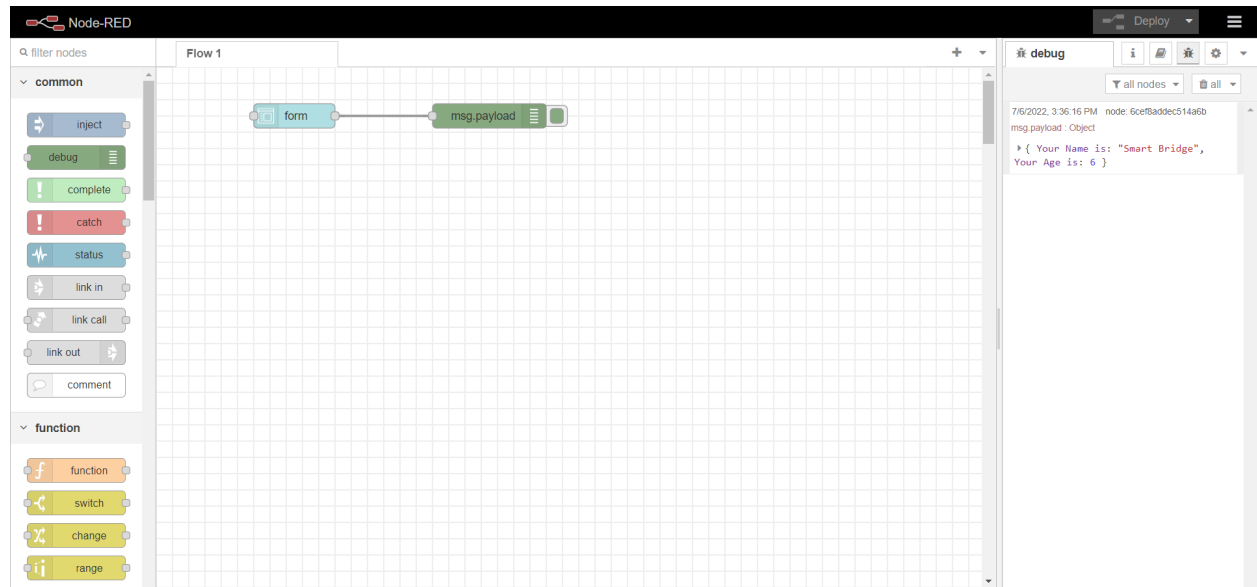 Node-RED
Deploy
filter nodes
Flow 1
debug
i
all nodes
all
common
inject
debug
complete
catch
status
link in
link call
link out
comment
function
function
switch
change
range
form
msg.payload
7/6/2022, 3:36:16 PM node: 6cef8addec514a6b
msg.payload : Object
{ Your Name is: "Smart Bridge",
Your Age is: 6 }